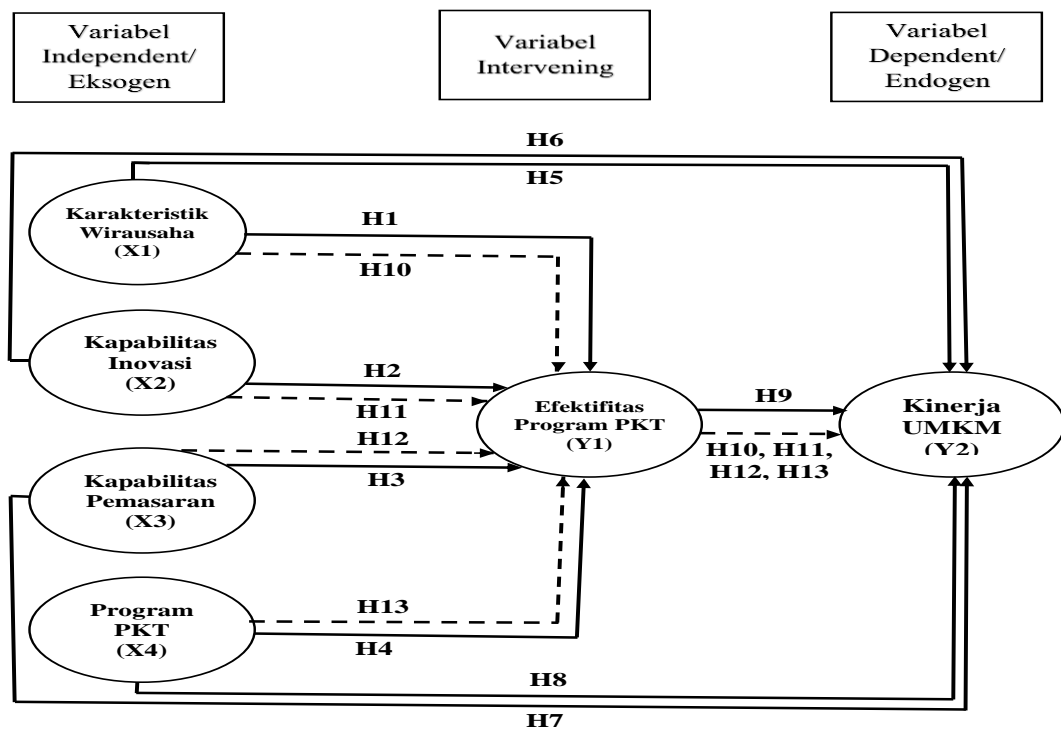 Variabel
Independent/
Eksogen
Variabel
Intervening
Variabel
Dependent/
Endogen
H6
H5
Karakteristik
Wirausaha
(X1)
H1
H10
Kapabilitas
Inovasi
(X2)
H2
H11
H12
H3
Efektifitas
Program PKT
(Y1)
H9
H10, H11,
H12, H13
Kinerja
UMKM
(Y2)
Kapabilitas
Pemasaran
(X3)
Program
PKT
(X4)
H13
H4
H8
H7